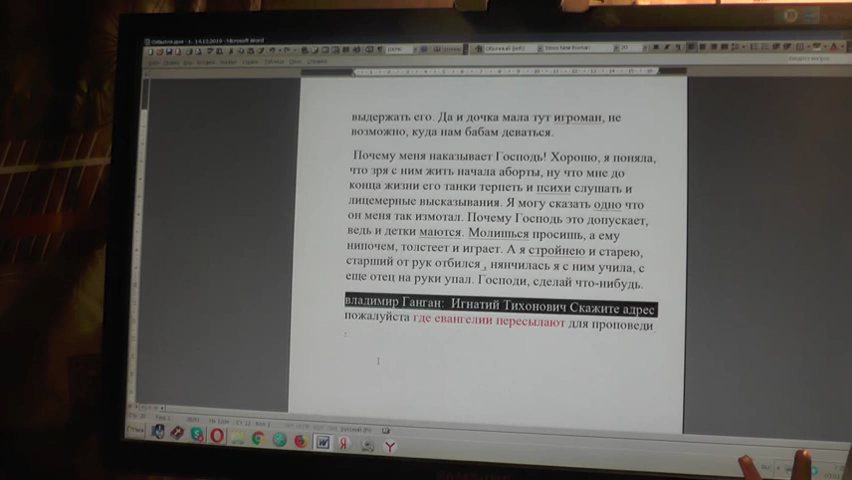 Microsoft Word
выдержать его. Да и дочка мала тут игроман, не
возможно, куда нам бабам деваться.
Почему меня наказывает Господь! Хорошо, я поняла,
что зря с ним жить начала аборты, ну что мне до
конца жизни его танки терпеть и психи слушать и
лицемерные высказывания. Я могу сказать одно что
он меня так измотал. Почему Господь это допускает,
ведь и детки маются. Молишься просишь, а ему
нипочем, толстеет и играет. А я стройнею и старею,
старший от рук отбился , нянчилась я с ним учила, с
еще отец на руки упал. Господи, сделай что-нибудь.
владимир Ганган: Игнатий Тихонович Скажите адрес
пожалуйста где евангелии пересылают для проповеди